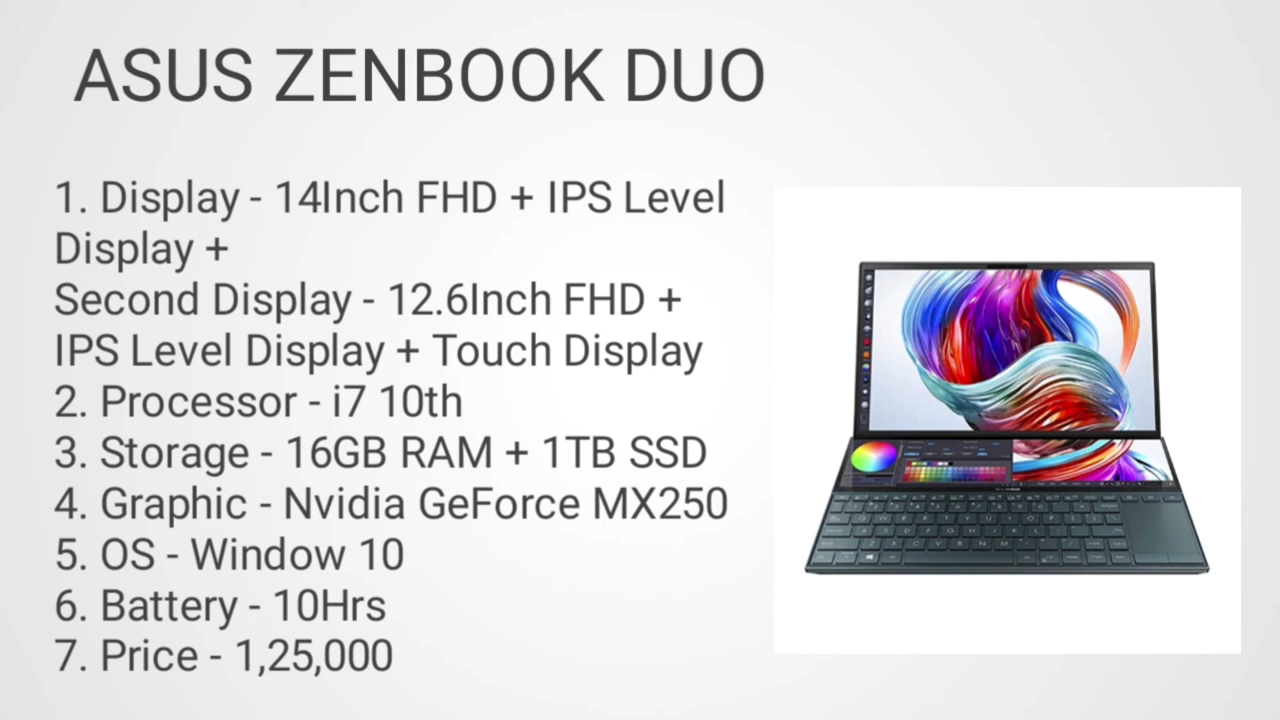 ASUS ZENBOOK DUO
1. Display - 14Inch FHD + IPS Level
Display +
Second Display - 12.6Inch FHD +
IPS Level Display + Touch Display
2. Processor - i7 10th
3. Storage - 16GB RAM + 1TB SSD
4. Graphic - Nvidia GeForce MX250
5. OS - Window 10
6. Battery - 10Hrs
7. Price - 1,25,000